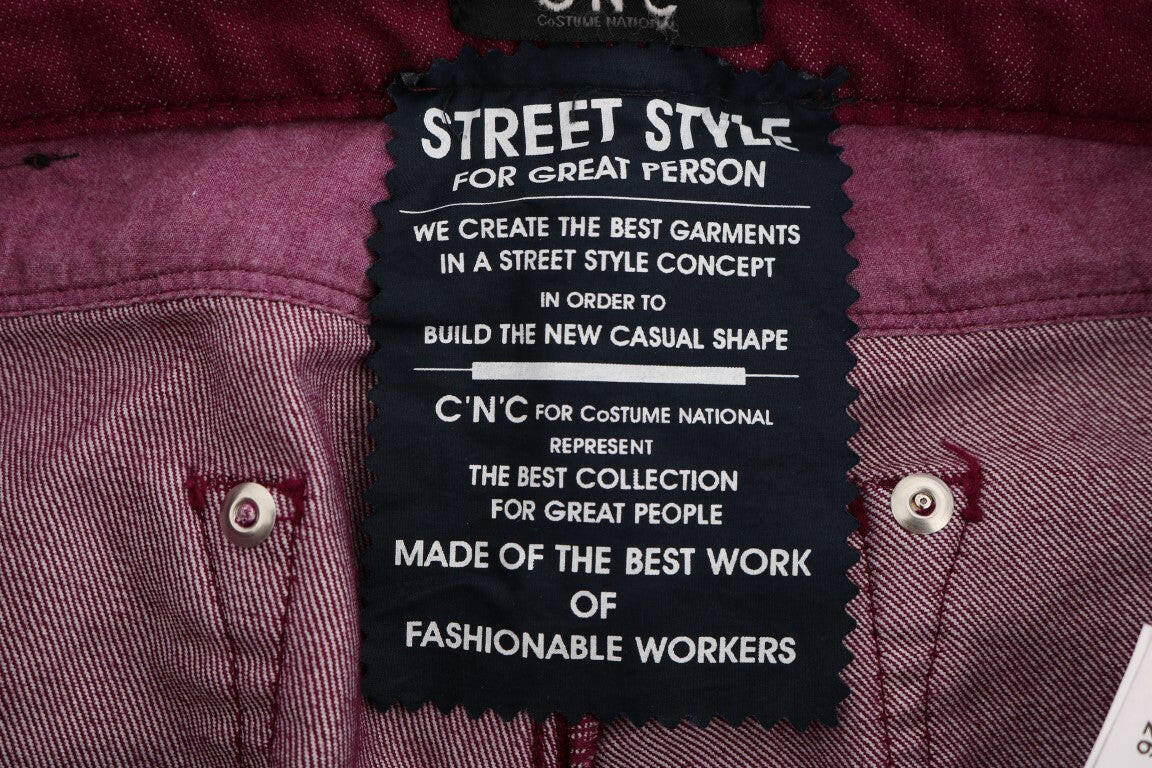 C'N'C
CoSTUME NATIONAL
STREET STYLE
FOR GREAT PERSON
WE CREATE THE BEST GARMENTS
IN A STREET STYLE CONCEPT
IN ORDER TO
BUILD THE NEW CASUAL SHAPE
C'N'C FOR CoSTUME NATIONAL
REPRESENT
THE BEST COLLECTION
FOR GREAT PEOPLE
MADE OF THE BEST WORK
OF
FASHIONABLE WORKERS